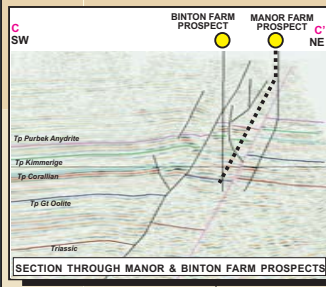 C
SW
BINTON FARM
PROSPECT
MANOR FARM
PROSPECT
C'
NE
Tp Purbek Anydrite
Tp Kimmerige
Tp Corallian
Tp Gt Oolite
Triassic
SECTION THROUGH MANOR & BINTON FARM PROSPECTS